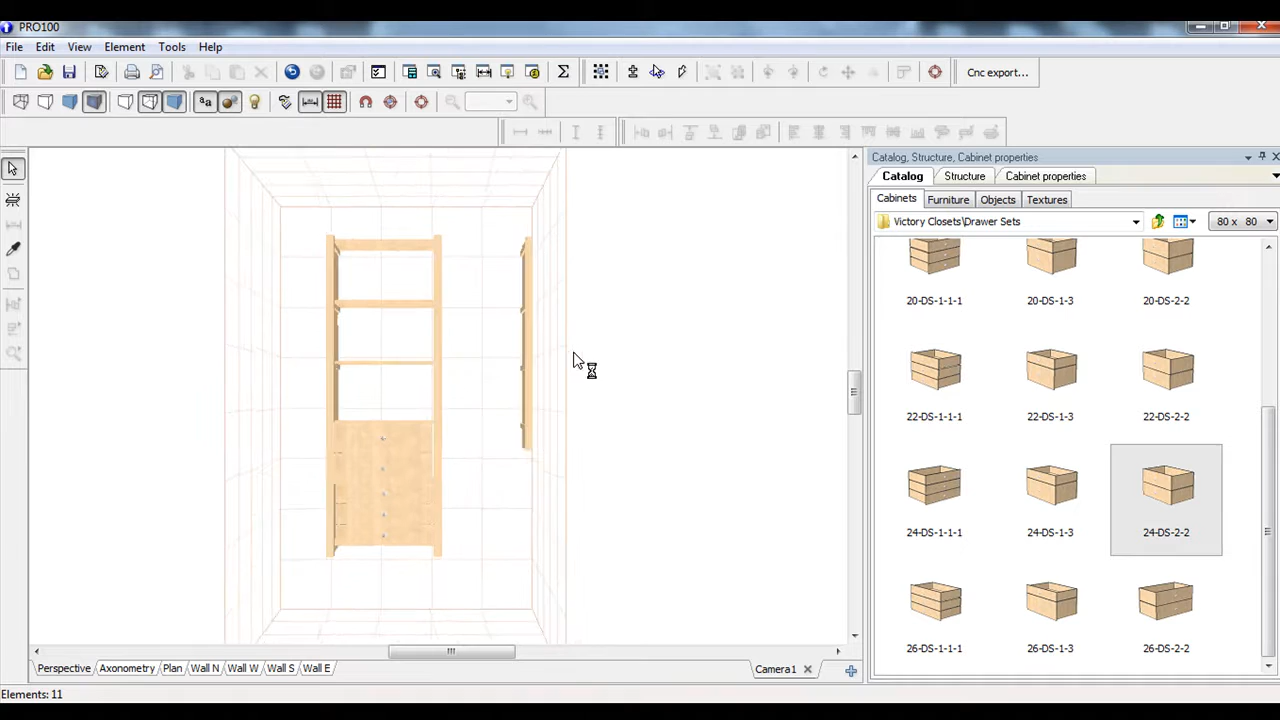 PRO100
File Edit View Element Tools Help
Cnc export...
aa
Catalog, Structure, Cabinet properties
Catalog Structure Cabinet properties
Cabinets Furniture Objects Textures
Victory Closets\Drawer Sets 80 x 80
20-DS-1-1-1 20-DS-1-3 20-DS-2-2
22-DS-1-1-1 22-DS-1-3 22-DS-2-2
24-DS-1-1-1 24-DS-1-3 24-DS-2-2
26-DS-1-1-1 26-DS-1-3 26-DS-2-2
Perspective Axonometry Plan Wall N Wall W Wall S Wall E Camera1
Elements: 11